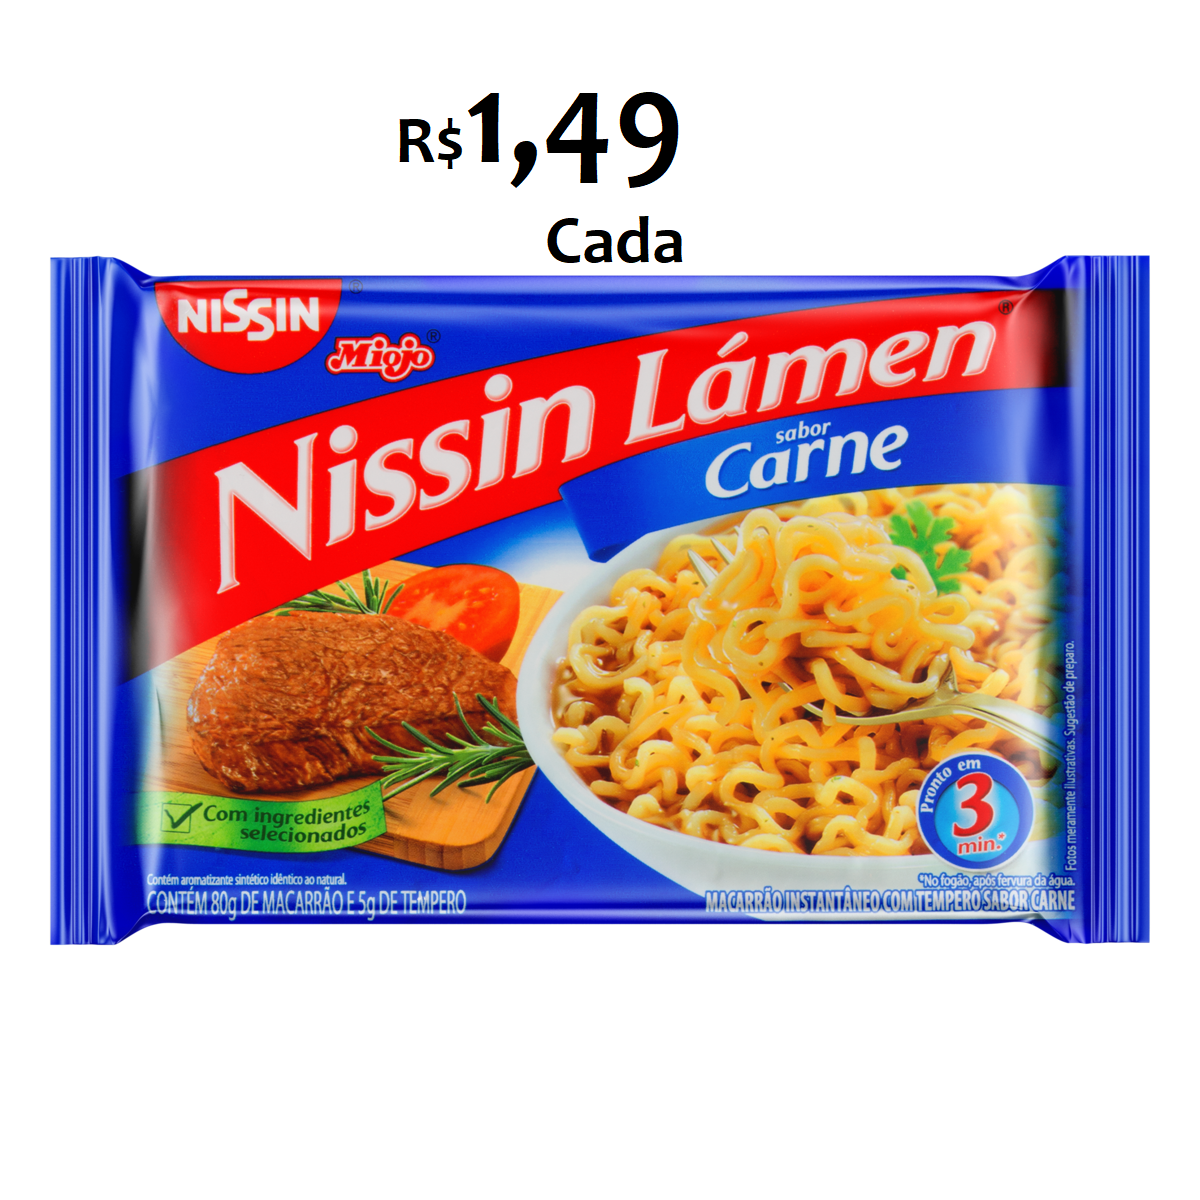 R$1,49
Cada
NISSIN®
Miojo®
Nissin Lámen®
sabor
Carne
Com ingredientes
selecionados
Pronto em
3
min.*
Fotos meramente ilustrativas. Sugestão de preparo.
*No fogão, após fervura da água.
Contém aromatizante sintético idêntico ao natural.
CONTÉM 80g DE MACARRÃO E 5g DE TEMPERO
MACARRÃO INSTANTÂNEO COM TEMPERO SABOR CARNE